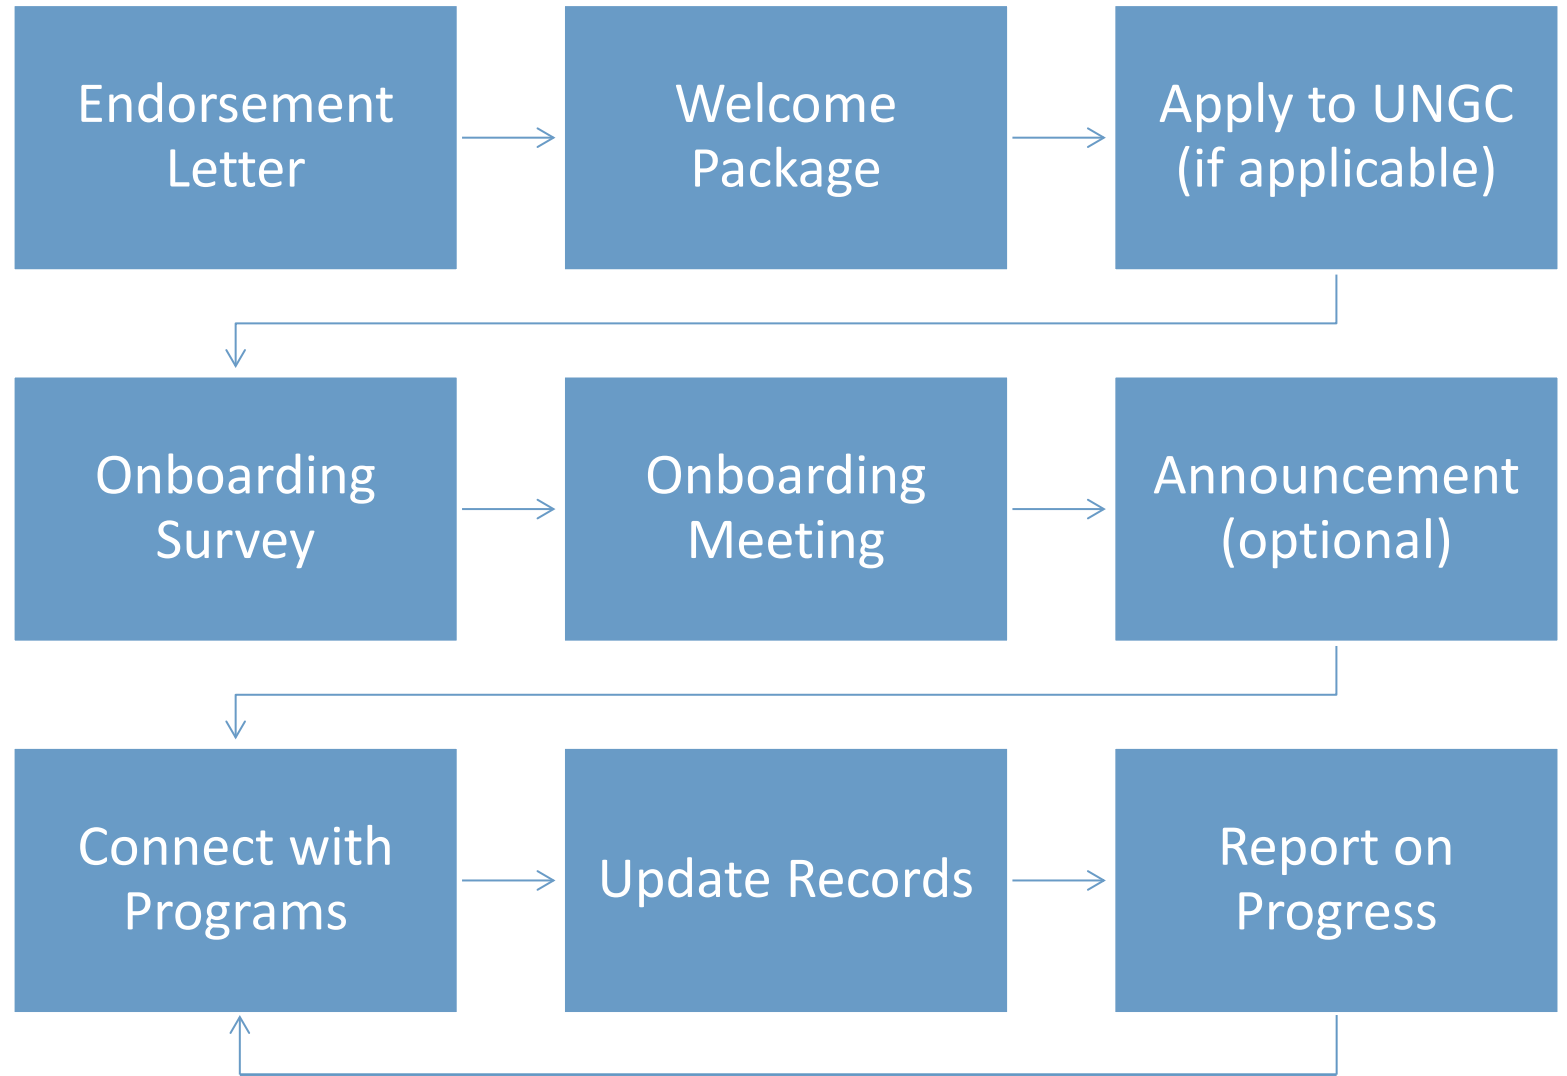 Endorsement
Letter
Welcome
Package
Apply to UNGC
(if applicable)
Onboarding
Survey
Onboarding
Meeting
Announcement
(optional)
Connect with
Programs
Update Records
Report on
Progress